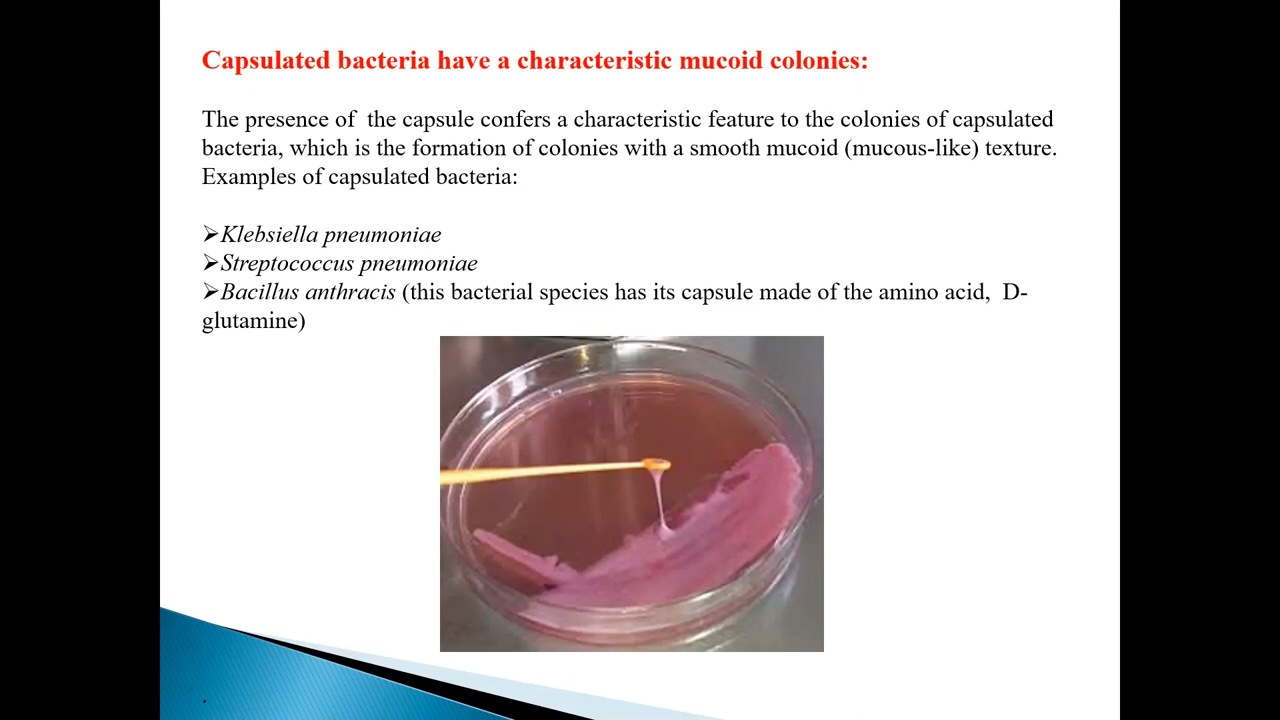 Capsulated bacteria have a characteristic mucoid colonies:
The presence of the capsule confers a characteristic feature to the colonies of capsulated
bacteria, which is the formation of colonies with a smooth mucoid (mucous-like) texture.
Examples of capsulated bacteria:
➢Klebsiella pneumoniae
➢Streptococcus pneumoniae
➢Bacillus anthracis (this bacterial species has its capsule made of the amino acid, D-
glutamine)
.